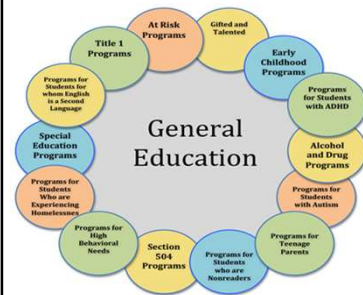 General
Education
At Risk
Programs
Gifted and
Talented
Early
Childhood
Programs
Programs
for Students
with ADHD
Alcohol
and Drug
Programs
Programs for
Students
with Autism
Programs for
Teenage
Parents
Programs for
Students
who are
Nonreaders
Section
504
Programs
Programs for
High
Behavioral
Needs
Programs for
Students
Who are
Experiencing
Homelessness
Special
Education
Programs
Programs for
Students for
whom English
is a Second
Language
Title 1
Programs